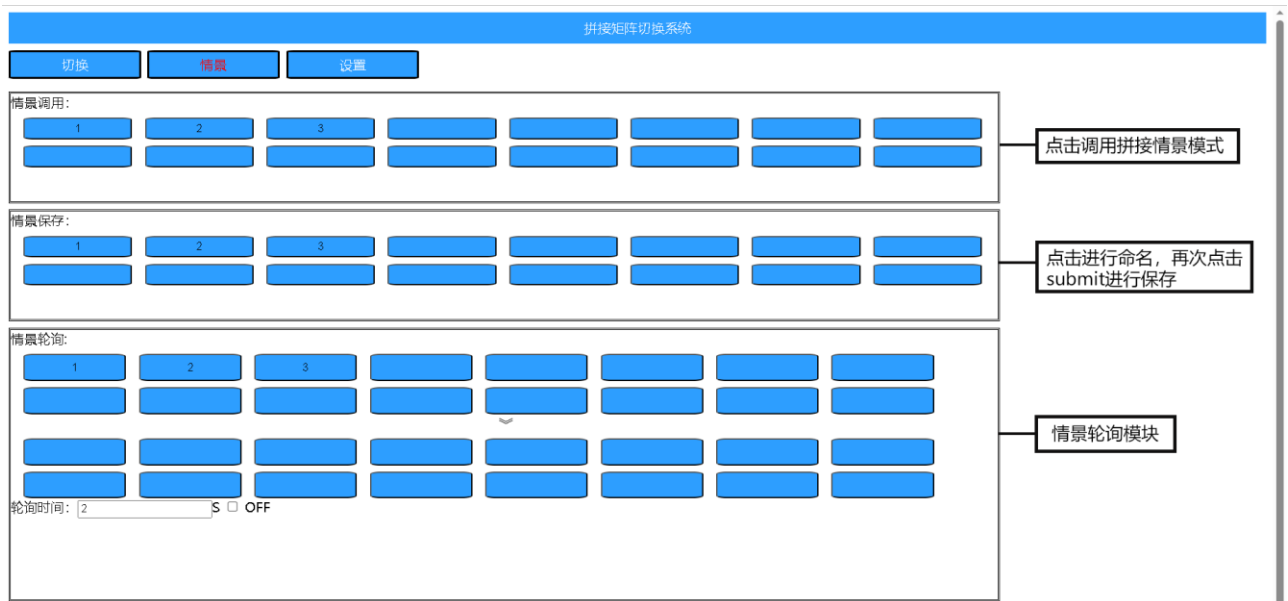 拼接矩阵切换系统
切换 情景 设置
情景调用：
1 2 3
点击调用拼接情景模式
情景保存：
1 2 3
点击进行命名，再次点击
submit进行保存
情景轮询:
1 2 3
情景轮询模块
轮询时间： 2 S OFF